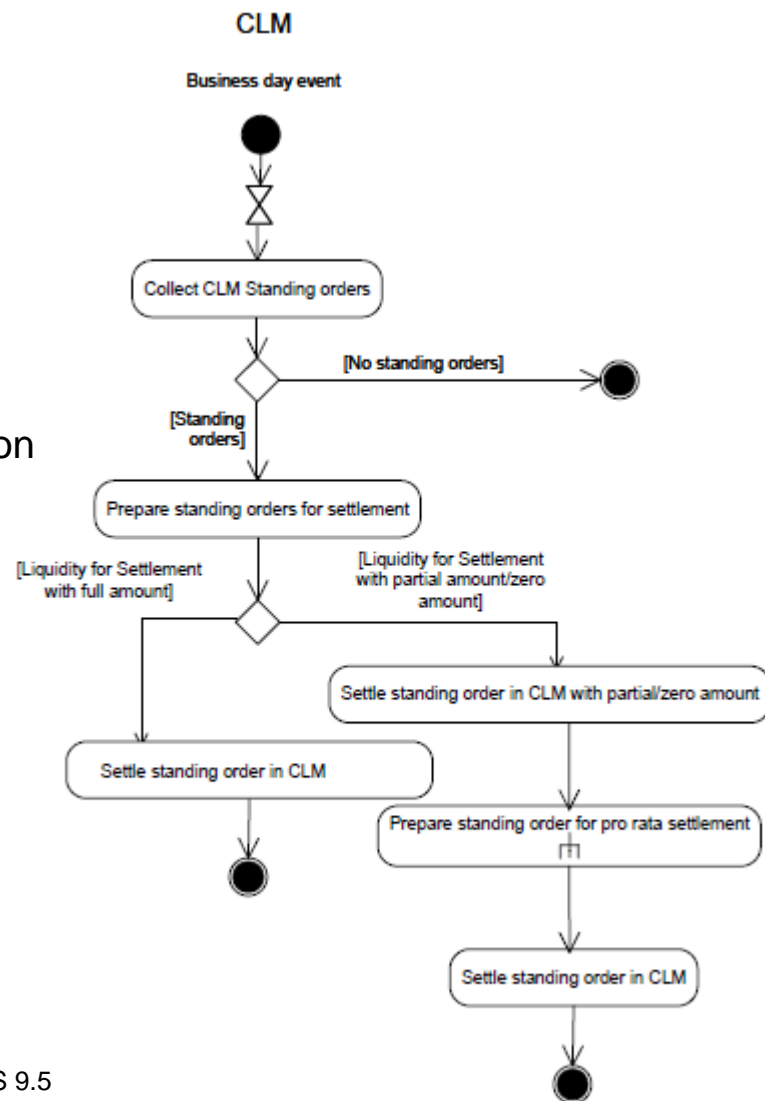 CLM
Business day event
Collect CLM Standing orders
[No standing orders]
[Standing
orders]
on
Prepare standing orders for settlement
[Liquidity for Settlement
with full amount]
[Liquidity for Settlement
with partial amount/zero
amount]
Settle standing order in CLM with partial/zero amount
Settle standing order in CLM
Prepare standing order for pro rata settlement
Settle standing order in CLM
S 9.5